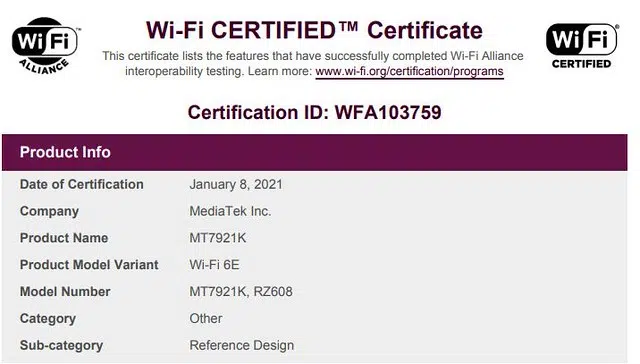 Wi Fi ™
ALLIANCE
Wi-Fi CERTIFIED™ Certificate
This certificate lists the features that have successfully completed Wi-Fi Alliance
interoperability testing. Learn more: www.wi-fi.org/certification/programs
Wi Fi ®
CERTIFIED
Certification ID: WFA103759
Product Info
Date of Certification January 8, 2021
Company MediaTek Inc.
Product Name MT7921K
Product Model Variant Wi-Fi 6E
Model Number MT7921K, RZ608
Category Other
Sub-category Reference Design